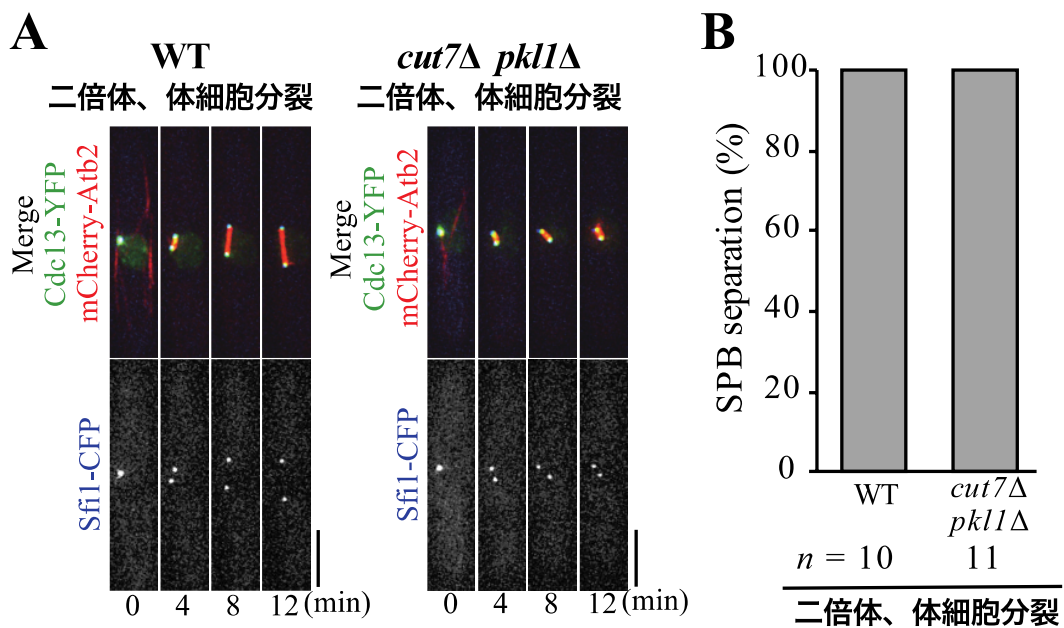 A
WT
二倍体、体細胞分裂
Merge
Cdc13-YFP
mCherry-Atb2
Sfi1-CFP
0 4 8 12 (min)
cut7Δ pkl1Δ
二倍体、体細胞分裂
Merge
Cdc13-YFP
mCherry-Atb2
Sfi1-CFP
0 4 8 12 (min)
B
SPB separation (%)
100
80
60
40
20
0
WT
cut7Δ
pkl1Δ
n = 10 11
二倍体、体細胞分裂